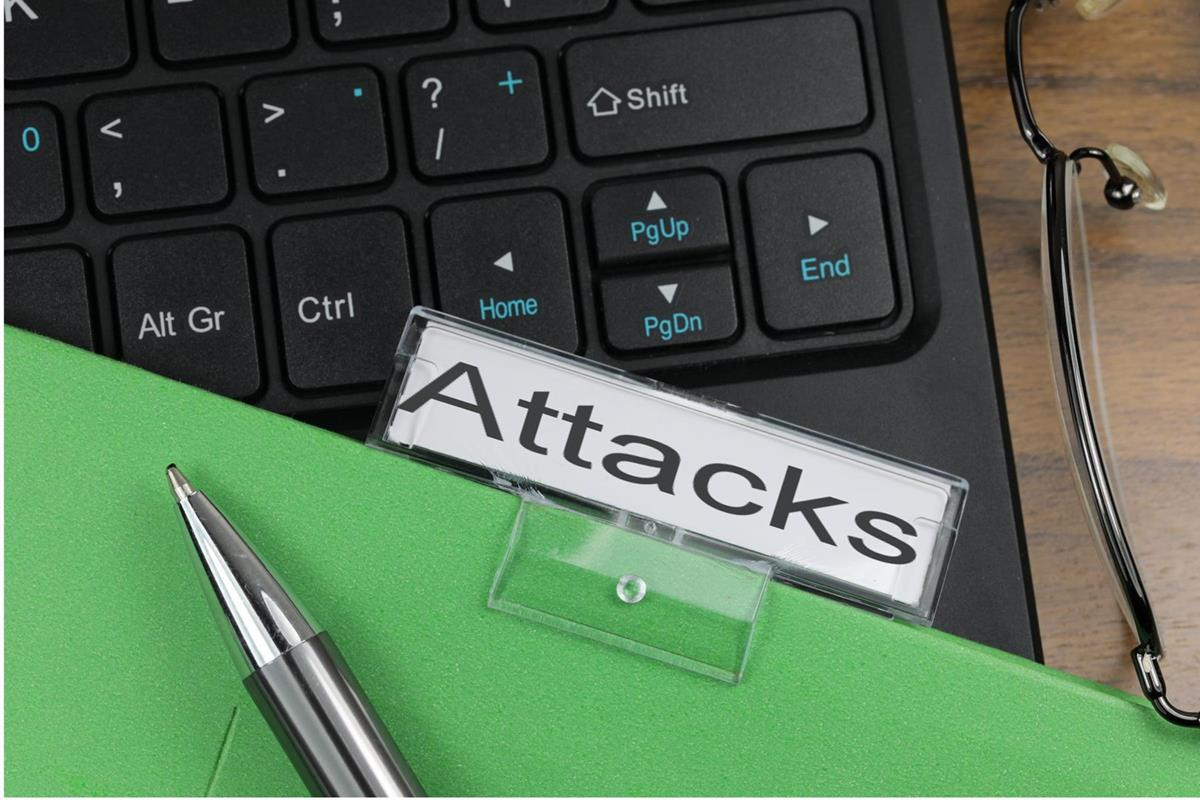 K
;
0
<
,
>
.
.
?
+
/
Shift
Alt Gr
Ctrl
Home
PgUp
PgDn
End
Attacks